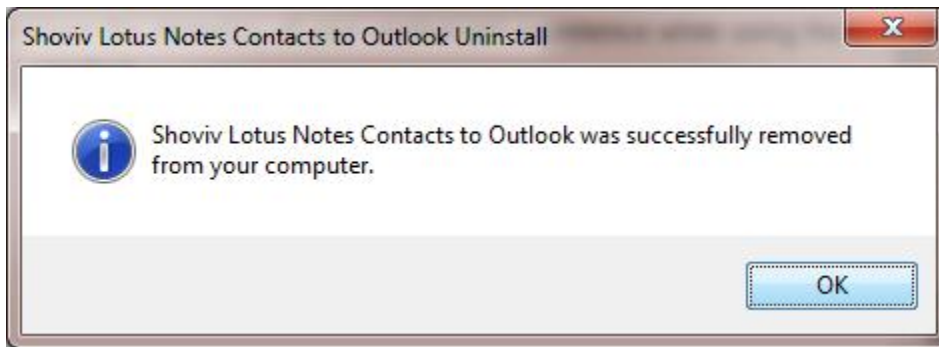 Shoviv Lotus Notes Contacts to Outlook Uninstall
Shoviv Lotus Notes Contacts to Outlook was successfully removed
from your computer.
OK